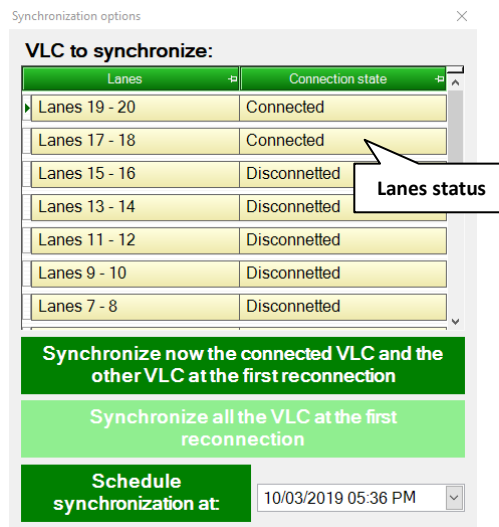 Synchronization options
VLC to synchronize:
Lanes Connection state
Lanes 19 - 20 Connected
Lanes 17 - 18 Connected
Lanes 15 - 16 Disconnetted
Lanes status
Lanes 13 - 14 Disconnetted
Lanes 11 - 12 Disconnetted
Lanes 9 - 10 Disconnetted
Lanes 7 - 8 Disconnetted
Synchronize now the connected VLC and the
other VLC at the first reconnection
Synchronize all the VLC at the first
reconnection
Schedule
synchronization at:
10/03/2019 05:36 PM